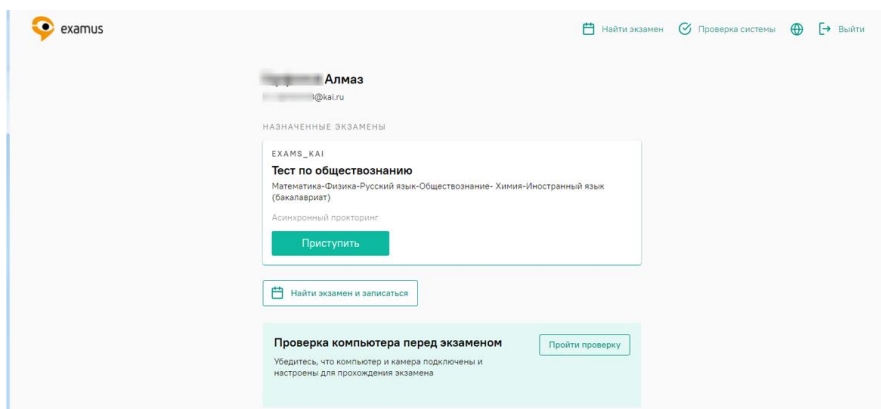 examus
Найти экзамен
Проверка системы
Выйти
Алмаз
@kai.ru
НАЗНАЧЕННЫЕ ЭКЗАМЕНЫ
EXAMS_KAI
Тест по обществознанию
Математика-Физика-Русский язык-Обществознание- Химия-Иностранный язык
(бакалавриат)
Асинхронный прокторинг
Приступить
Найти экзамен и записаться
Проверка компьютера перед экзаменом
Пройти проверку
Убедитесь, что компьютер и камера подключены и
настроены для прохождения экзамена